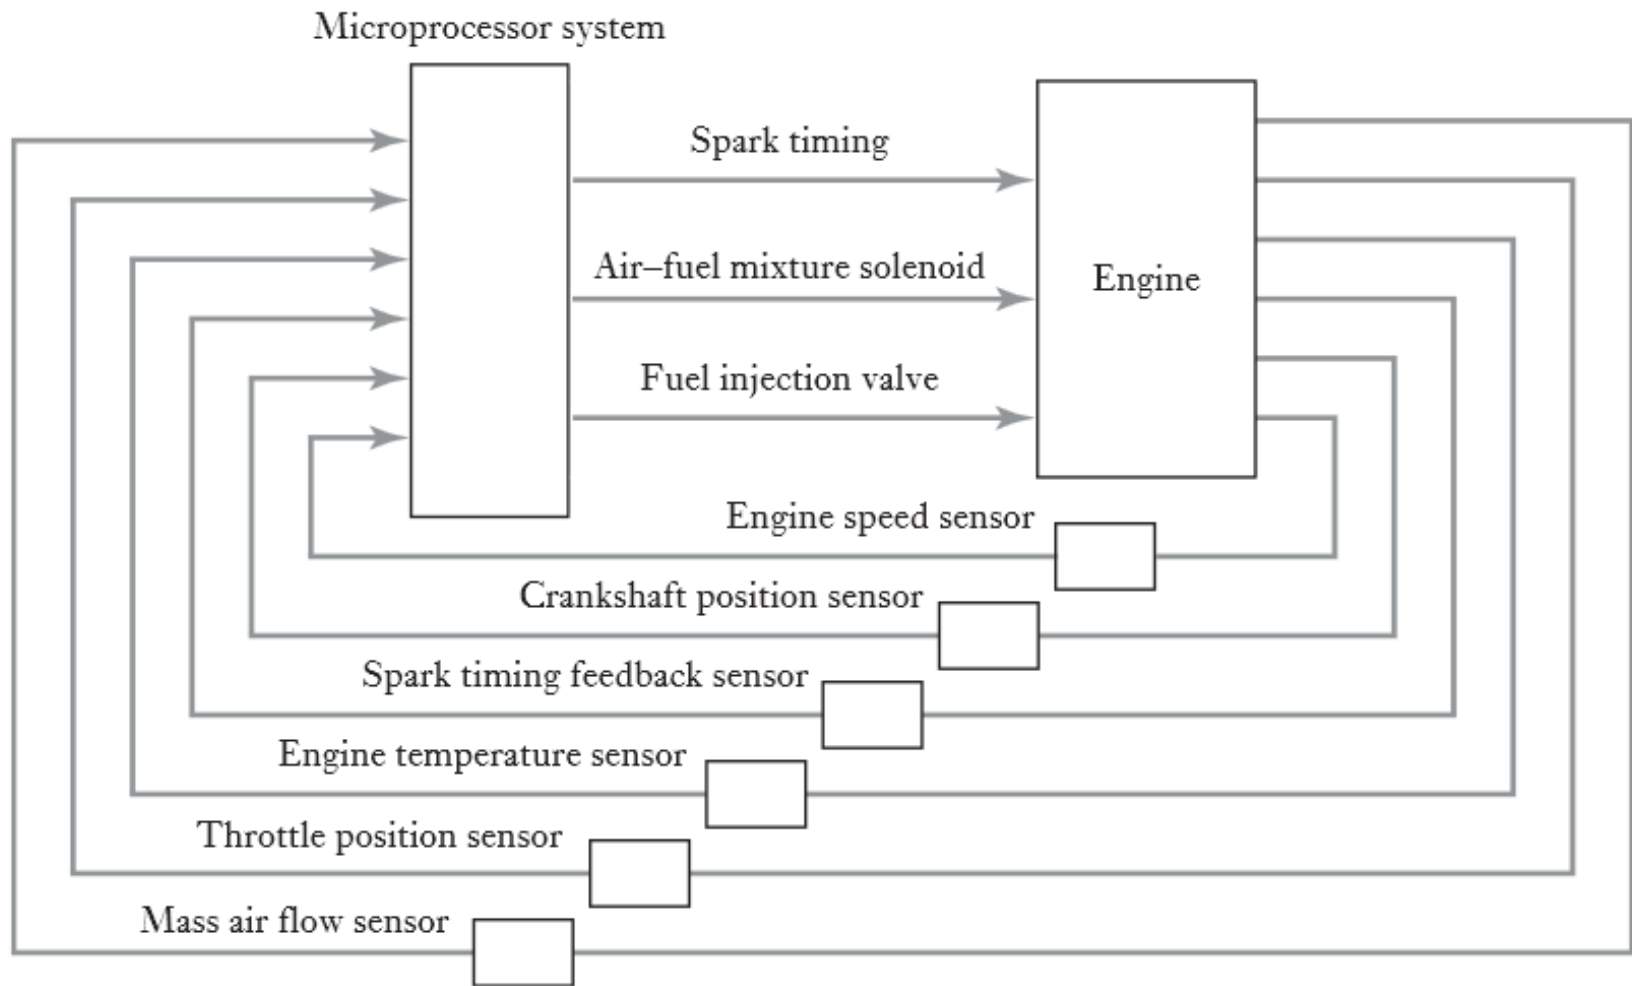 Microprocessor system
Spark timing
Air–fuel mixture solenoid
Engine
Fuel injection valve
Engine speed sensor
Crankshaft position sensor
Spark timing feedback sensor
Engine temperature sensor
Throttle position sensor
Mass air flow sensor